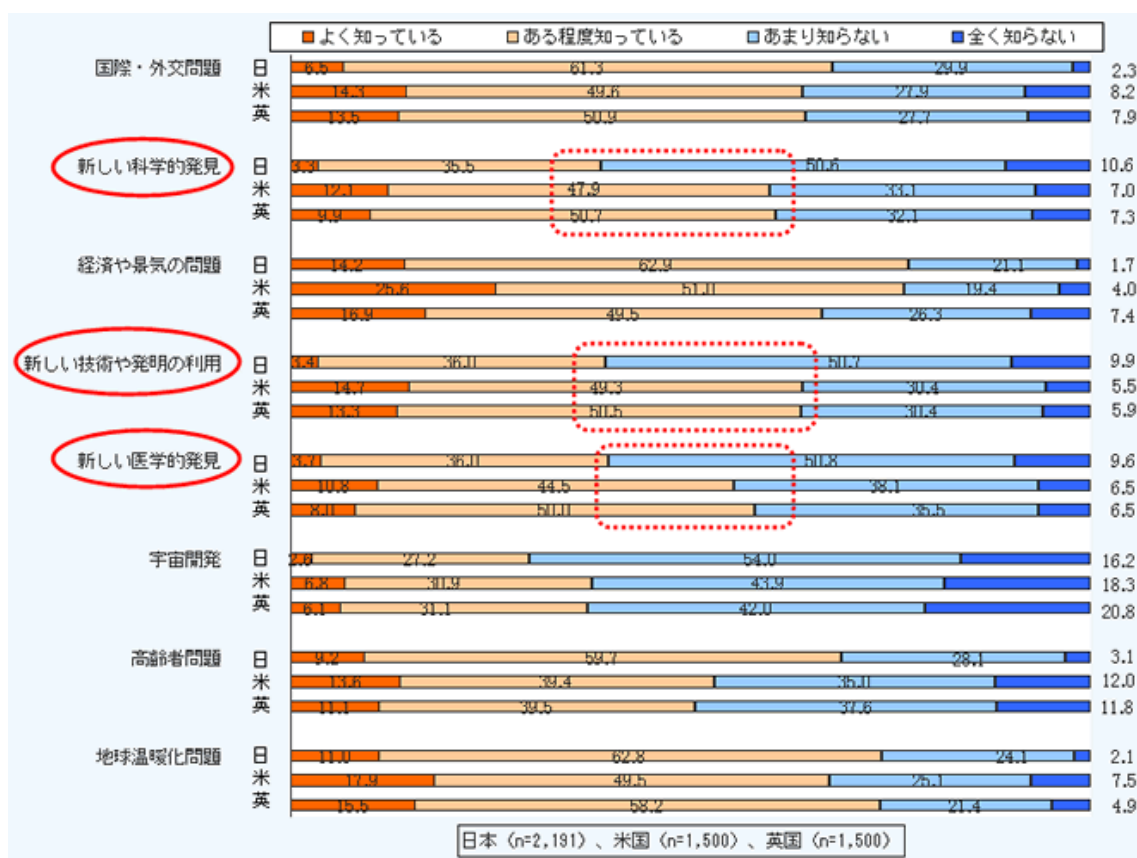 よく知っている ある程度知っている あまり知らない 全く知らない
国際・外交問題 日 6.5 61.3 29.9 2.3
米 14.3 49.6 27.9 8.2
英 13.5 50.9 27.7 7.9
新しい科学的発見 日 3.3 35.5 50.6 10.6
米 12.1 47.9 33.1 7.0
英 9.9 50.7 32.1 7.3
経済や景気の問題 日 14.2 62.9 21.1 1.7
米 25.6 51.0 19.4 4.0
英 16.9 49.5 26.3 7.4
新しい技術や発明の利用 日 3.4 36.0 50.7 9.9
米 14.7 49.3 30.4 5.5
英 13.3 50.5 30.4 5.9
新しい医学的発見 日 3.7 36.0 50.8 9.6
米 10.8 44.5 38.1 6.5
英 8.0 50.0 35.5 6.5
宇宙開発 日 2.6 27.2 54.0 16.2
米 6.8 30.9 43.9 18.3
英 6.1 31.1 42.0 20.8
高齢者問題 日 9.2 59.7 28.1 3.1
米 13.6 39.4 35.0 12.0
英 11.1 39.5 37.6 11.8
地球温暖化問題 日 11.0 62.8 24.1 2.1
米 17.9 49.5 25.1 7.5
英 15.5 58.2 21.4 4.9
日本（n=2,191）、米国（n=1,500）、英国（n=1,500）